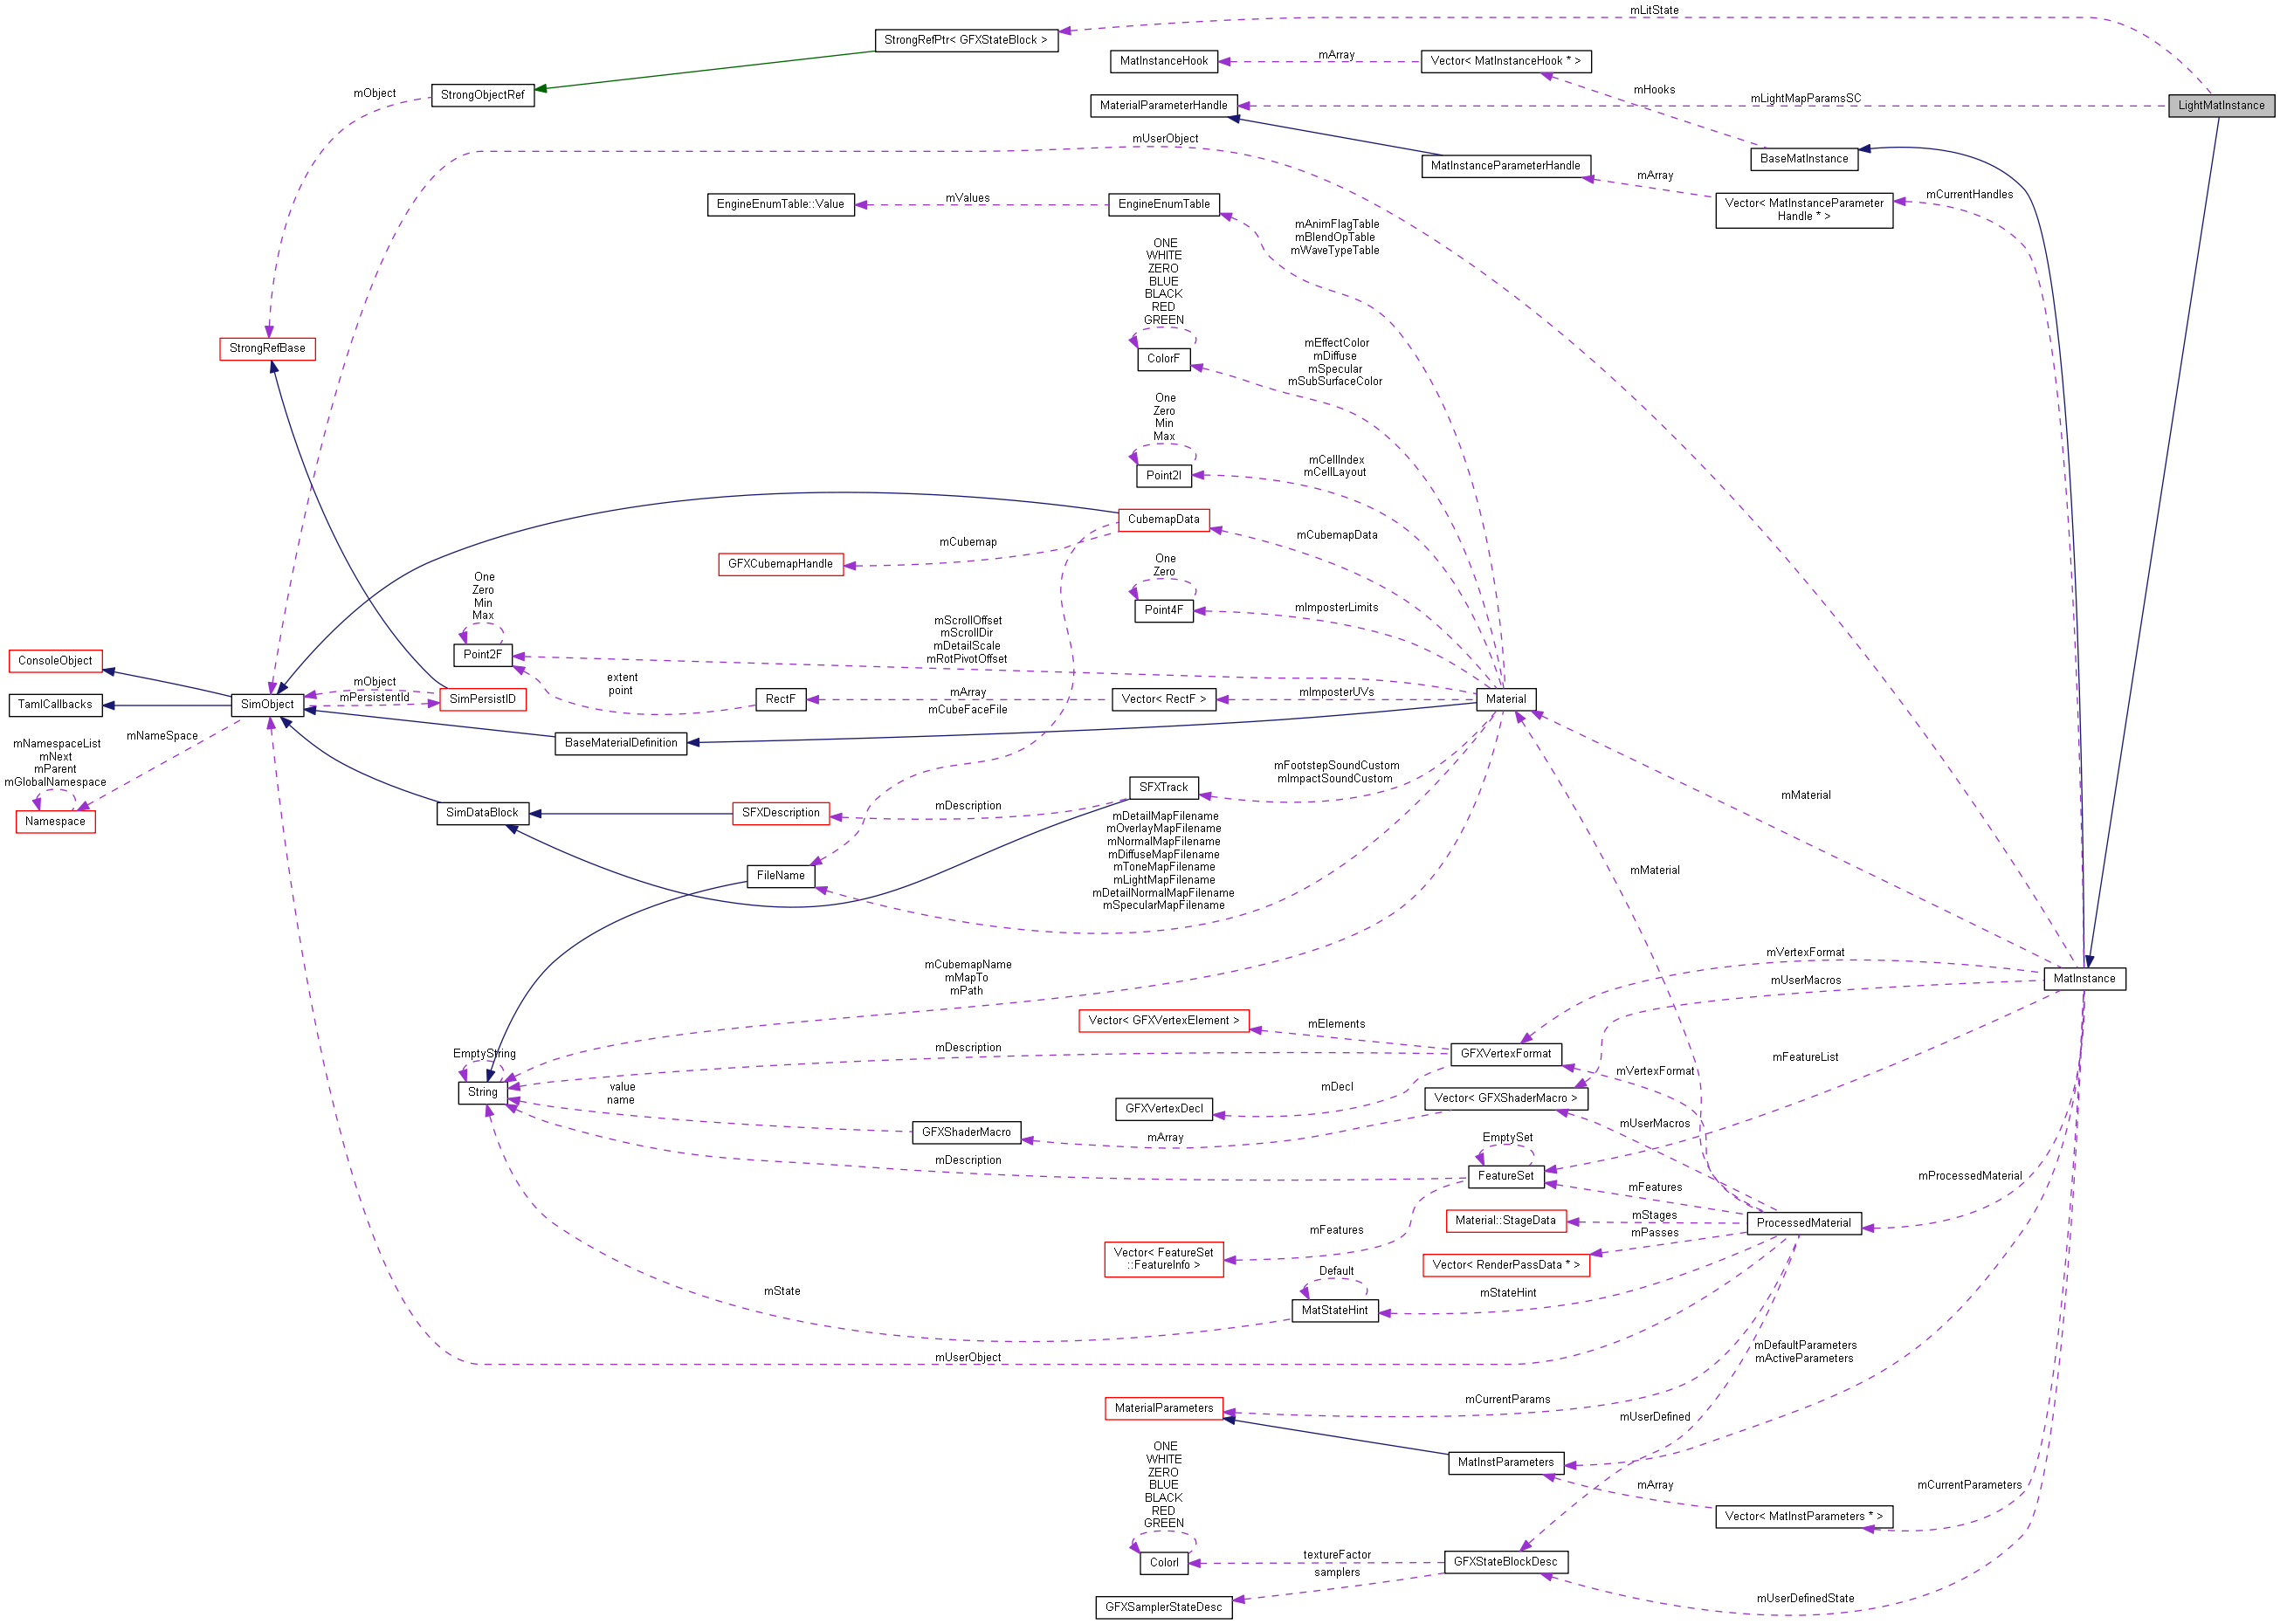 mLitState
StrongRefPtr< GFXStateBlock >
MatInstanceHook
mArray
Vector< MatInstanceHook * >
mObject
StrongObjectRef
mHooks
MaterialParameterHandle
mLightMapParamsSC
LightMatInstance
mUserObject
MatInstanceParameterHandle
BaseMatInstance
mArray
Vector< MatInstanceParameter
Handle * >
mCurrentHandles
EngineEnumTable::Value
mValues
EngineEnumTable
mAnimFlagTable
mBlendOpTable
mWaveTypeTable
ONE
WHITE
ZERO
BLUE
BLACK
RED
GREEN
ColorF
mEffectColor
mDiffuse
mSpecular
mSubSurfaceColor
StrongRefBase
One
Zero
Min
Max
Point2I
mCellIndex
mCellLayout
CubemapData
mCubemapData
mCubemap
GFXCubemapHandle
One
Zero
Point4F
mImposterLimits
One
Zero
Min
Max
Point2F
mScrollOffset
mScrollDir
mDetailScale
mRotPivotOffset
ConsoleObject
TamlCallbacks
SimObject
mObject
mPersistentId
SimPersistID
extent
point
RectF
mArray
Vector< RectF >
mImposterUVs
Material
mCubeFaceFile
mNameSpace
BaseMaterialDefinition
mNamespaceList
mNext
mParent
mGlobalNamespace
Namespace
SimDataBlock
SFXDescription
mDescription
SFXTrack
mFootstepSoundCustom
mImpactSoundCustom
mMaterial
mDetailMapFilename
mOverlayMapFilename
mNormalMapFilename
mDiffuseMapFilename
mToneMapFilename
mLightMapFilename
mDetailNormalMapFilename
mSpecularMapFilename
FileName
mMaterial
mCubemapName
mMapTo
mPath
mVertexFormat
mUserMacros
MatInstance
Vector< GFXVertexElement >
mElements
GFXVertexFormat
mFeatureList
EmptyString
String
mDescription
mDecl
mVertexFormat
value
name
GFXVertexDecl
Vector< GFXShaderMacro >
GFXShaderMacro
mArray
mUserMacros
mDescription
EmptySet
FeatureSet
mFeatures
mProcessedMaterial
Material::StageData
mStages
mPasses
ProcessedMaterial
mFeatures
Vector< FeatureSet
::FeatureInfo >
Vector< RenderPassData * >
mState
Default
MatStateHint
mStateHint
mUserObject
mDefaultParameters
mActiveParameters
MaterialParameters
mCurrentParams
mUserDefined
MatInstParameters
mArray
Vector< MatInstParameters * >
mCurrentParameters
ONE
WHITE
ZERO
BLUE
BLACK
RED
GREEN
ColorI
textureFactor
samplers
GFXStateBlockDesc
GFXSamplerStateDesc
mUserDefinedState